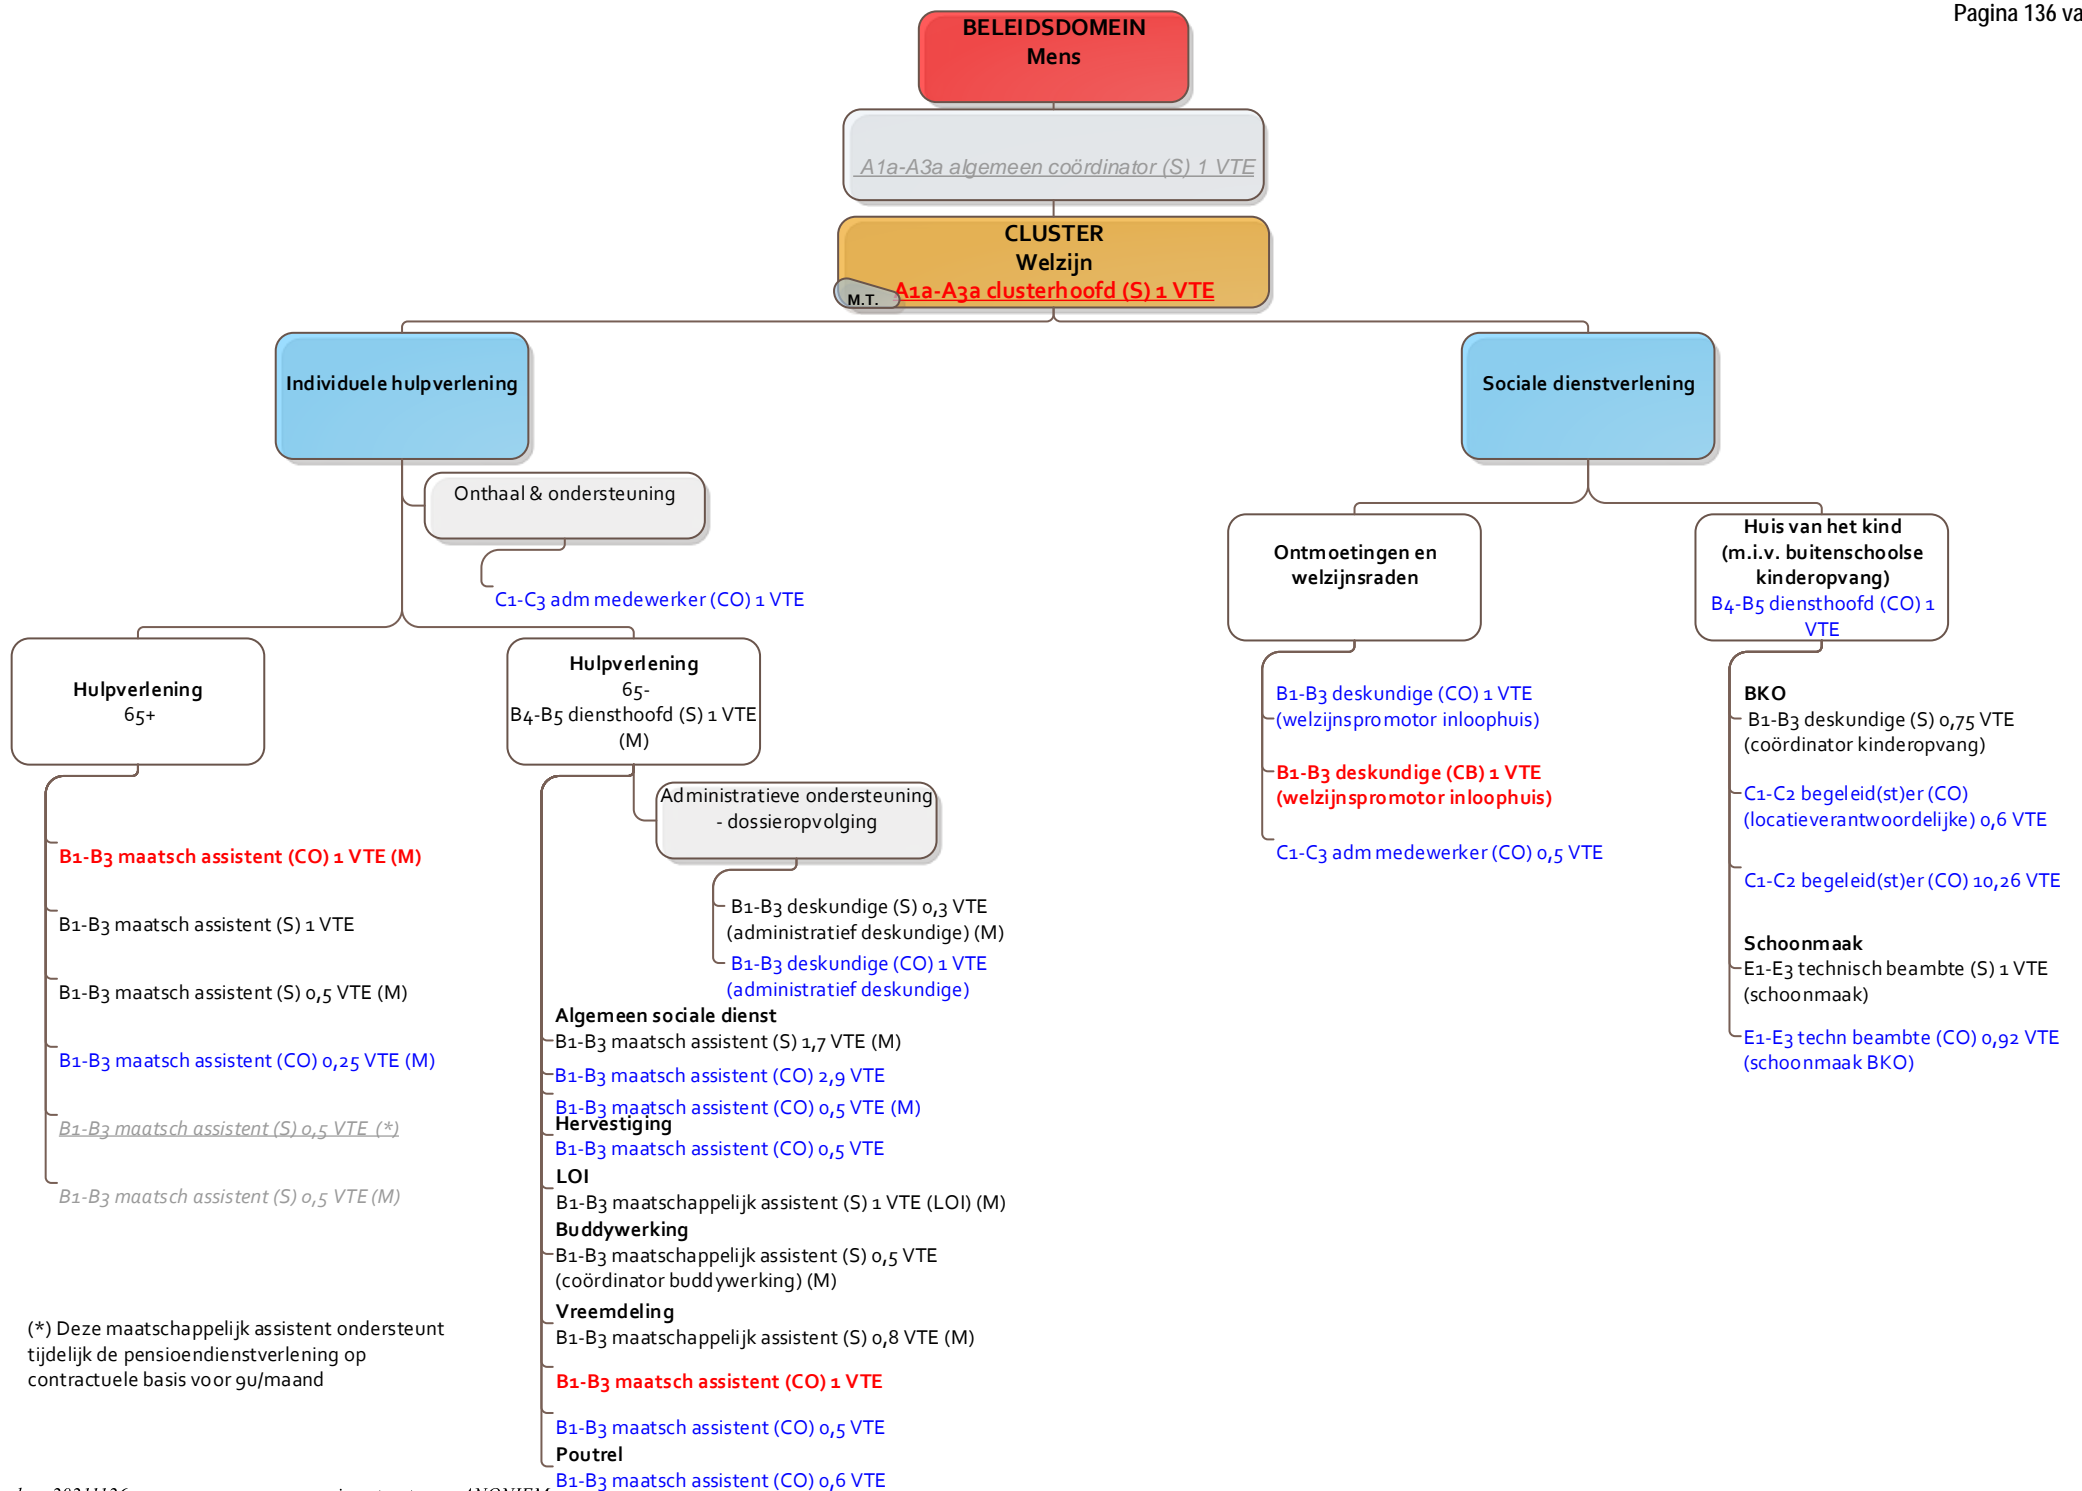 Pagina 136 va
BELEIDSDOMEIN
Mens
A1a-A3a algemeen coördinator (S) 1 VTE
CLUSTER
Welzijn
A1a-A3a clusterhoofd (S) 1 VTE
M.T.
Individuele hulpverlening
Sociale dienstverlening
Onthaal & ondersteuning
C1-C3 adm medewerker (CO) 1 VTE
Hulpverlening
65+
B1-B3 maatsch assistent (CO) 1 VTE (M)
B1-B3 maatsch assistent (S) 1 VTE
B1-B3 maatsch assistent (S) 0,5 VTE (M)
B1-B3 maatsch assistent (CO) 0,25 VTE (M)
B1-B3 maatsch assistent (S) 0,5 VTE (*)
B1-B3 maatsch assistent (S) 0,5 VTE (M)
(*) Deze maatschappelijk assistent ondersteunt
tijdelijk de pensioendienstverlening op
contractuele basis voor 9u/maand
Hulpverlening
65-
B4-B5 diensthoofd (S) 1 VTE
(M)
Administratieve ondersteuning
- dossieropvolging
B1-B3 deskundige (S) 0,3 VTE
(administratief deskundige) (M)
B1-B3 deskundige (CO) 1 VTE
(administratief deskundige)
Algemeen sociale dienst
B1-B3 maatsch assistent (S) 1,7 VTE (M)
B1-B3 maatsch assistent (CO) 2,9 VTE
B1-B3 maatsch assistent (CO) 0,5 VTE (M)
Hervestiging
B1-B3 maatsch assistent (CO) 0,5 VTE
LOI
B1-B3 maatschappelijk assistent (S) 1 VTE (LOI) (M)
Buddywerking
B1-B3 maatschappelijk assistent (S) 0,5 VTE
(coördinator buddywerking) (M)
Vreemdeling
B1-B3 maatschappelijk assistent (S) 0,8 VTE (M)
B1-B3 maatsch assistent (CO) 1 VTE
B1-B3 maatsch assistent (CO) 0,5 VTE
Poutrel
B1-B3 maatsch assistent (CO) 0,6 VTE
Ontmoetingen en
welzijnsraden
B1-B3 deskundige (CO) 1 VTE
(welzijnspromotor inloophuis)
B1-B3 deskundige (CB) 1 VTE
(welzijnspromotor inloophuis)
C1-C3 adm medewerker (CO) 0,5 VTE
Huis van het kind
(m.i.v. buitenschoolse
kinderopvang)
B4-B5 diensthoofd (CO) 1
VTE
BKO
B1-B3 deskundige (S) 0,75 VTE
(coördinator kinderopvang)
C1-C2 begeleid(st)er (CO)
(locatieverantwoordelijke) 0,6 VTE
C1-C2 begeleid(st)er (CO) 10,26 VTE
Schoonmaak
E1-E3 technisch beambte (S) 1 VTE
(schoonmaak)
E1-E3 techn beambte (CO) 0,92 VTE
(schoonmaak BKO)